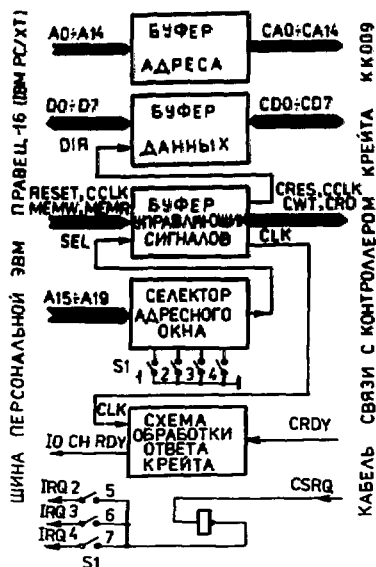 ШИНА ПЕРСОНАЛЬНОЙ ЭВМ ПРАВЕЦ-16 (IBM PC/XT)
A0÷A14
БУФЕР
АДРЕСА
CA0÷CA14
D0÷D7
DIR
БУФЕР
ДАННЫХ
CD0÷CD7
RESET, CCLK
MEMW, MEMR
SEL
БУФЕР
УПРАВЛЯЮЩИХ
СИГНАЛОВ
CRES, CCLK
CWT, CRD
CLK
A15÷A19
СЕЛЕКТОР
АДРЕСНОГО
ОКНА
S1
1 2 3 4
CLK
IO CH RDY
СХЕМА
ОБРАБОТКИ
ОТВЕТА
КРЕЙТА
CRDY
IRQ 2 5
IRQ 3 6
IRQ 4 7
S1
CSRQ
КАБЕЛЬ СВЯЗИ С КОНТРОЛЛЕРОМ КРЕЙТА КК009